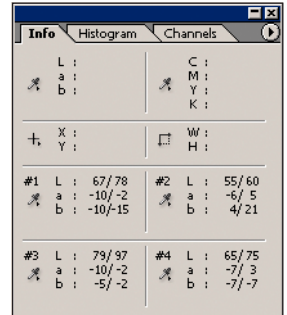 Info Histogram Channels
L :
a :
b :
C :
M :
Y :
K :
X :
Y :
W :
H :
#1 L : 67/ 78
a : -10/ -2
b : -10/-15
#2 L : 55/ 60
a : -6/ 5
b : 4/ 21
#3 L : 79/ 97
a : -10/ -2
b : -5/ -2
#4 L : 65/ 75
a : -7/ 3
b : -7/ -7